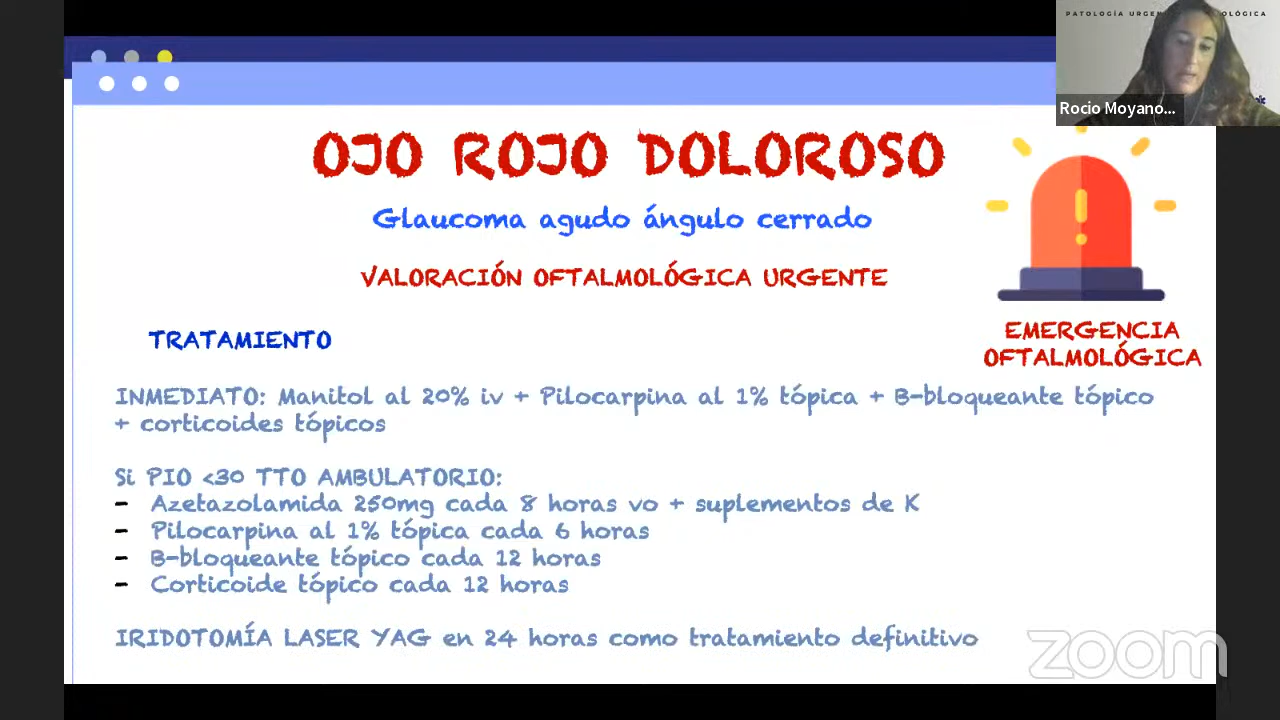 PATOLOGÍA URGEN OLÓGICA
Rocio Moyano...
OJO ROJO DOLOROSO
Glaucoma agudo ángulo cerrado
VALORACIÓN OFTALMOLÓGICA URGENTE
EMERGENCIA
OFTALMOLÓGICA
TRATAMIENTO
INMEDIATO: Manitol al 20% iv + Pilocarpina al 1% tópica + B-bloqueante tópico
+ corticoides tópicos
Si PIO <30 TTO AMBULATORIO:
- Azetazolamida 250mg cada 8 horas vo + suplementos de K
- Pilocarpina al 1% tópica cada 6 horas
- B-bloqueante tópico cada 12 horas
- Corticoide tópico cada 12 horas
IRIDOTOMÍA LASER YAG en 24 horas como tratamiento definitivo
zoom